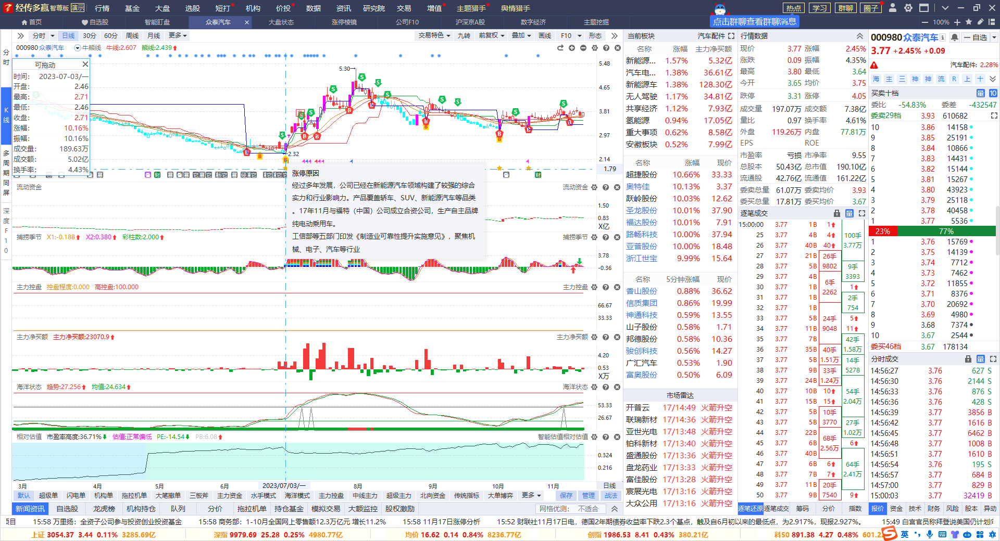 经传多赢 智尊版 演示 行情 基金 大盘 选股 短打 机构 价投 数据 资讯 研究院 交易 增值 主题猎手 舆情猎手 热点 学习 群聊 圈子
首页 自选股 智能盯盘 众泰汽车 × 大盘状态 涨停棱镜 公司F10 沪深京A股 数字经济 主题挖掘 点击群聊查看群聊消息 100%
分时 日线 30分 60分 周线 月线 更多 交易特色 九转 前复权 叠加 画线 F10 形态
000980众泰汽车 牛能线 牛线:2.607 能线:2.439
可拖动
时间: 2023-07-03/一
开盘: 2.46
最高: 2.71
最低: 2.46
收盘: 2.71
涨幅: 10.16%
振幅: 10.16%
成交量: 189.63万
成交额: 5.02亿
换手率: 4.43%
分时
K线
多周期同屏
深度F10
5.48
4.65
3.81
2.97
2.14
1.79
5.30
2.32
涨停原因
经过多年发展，公司已经在新能源汽车领域构建了较强的综合
实力和行业影响力。产品覆盖轿车、SUV、新能源汽车等品类
。17年11月与福特（中国）公司成立合资公司，生产自主品牌
纯电动乘用车。
工信部等五部门印发《制造业可靠性提升实施意见》，聚焦机
械、电子、汽车等行业
流动资金 流动资金
1.50
0.83
X亿
捕捞季节 X1:-0.188 X2:0.380 彩柱数:2.000 捕捞季节
3.78
-0.36
主力控盘 控盘程度:0.000 高控盘:100.000 主力控盘
66.67
33.33
主力净买额 主力净买额:23070.9 主力净买额
4.20
0.53
X万
海洋状态 趋势:27.256 均值:24.634 海洋状态
53.33
26.67
相对估值 市盈率高度:36.71% 估值:正常偏低 PE:-14.54 PB:6.08 智能估值相对估值
0.324
0.216
3月 4月 5月 6月 2023/07/03/一 8月 9月 10月 11月 日线
默认 超级单 闪电单 机构单 拖拉机单 大笔撤单 三板斧 主力资金 水手模式 海洋模式 主力控盘 中线主力 超级主力 北向资金 传统指标 大单博弈 更多 保存 管理 战法
新闻资讯 自选股 龙虎榜 机构持仓 队列 分价 拖拉机单 持仓基金 模拟交易 大额监控 股权激励 网格优测: 不适合
当前板块 汽车配件
名称 涨幅 主力净买额
新能源... 1.57% 5.32亿
汽车电... 1.38% 36.61亿
新能源车 1.38% 128.30亿
无人驾驶 1.17% 34.81亿
共享经济 1.12% 7.93亿
氢能源 0.94% 17.05亿
重大事项 0.62% 8.58亿
安徽板块 0.52% 7.99亿
名称 涨幅 现价
超捷股份 10.66% 33.33
奥特佳 10.13% 3.37
跃岭股份 10.03% 12.62
圣龙股份 10.01% 37.90
福达股份 10.01% 7.91
路畅科技 10.00% 37.94
亚普股份 10.00% 18.48
浙江世宝 9.99% 15.64
名称 5分钟涨幅 现价
香山股份 0.88% 36.62
信质集团 0.86% 19.99
神通科技 0.59% 13.55
山子股份 0.58% 1.71
邦德股份 0.58% 10.36
骏创科技 0.56% 14.27
广汇汽车 0.53% 1.90
富奥股份 0.50% 6.09
市场雷达
开普云 17/14:49 火箭升空
联瑞新材 17/14:36 火箭升空
亚世光电 17/13:48 火箭升空
铂科新材 17/13:40 火箭升空
盛通股份 17/13:36 火箭升空
盘龙药业 17/13:33 火箭升空
富佳股份 17/13:28 火箭升空
宸展光电 17/13:16 火箭升空
大众公用 17/13:16 火箭升空
行情数据
现价 3.77 涨幅 2.45%
涨跌 0.09 振幅 4.35%
最高 3.80 最低 3.64
今开 3.65 均价 3.75
跌停 3.31 涨停 4.05
成交量 197.07万 成交额 7.38亿
量比 0.97 换手率 4.61%
外盘 119.26万 内盘 77.81万
EPS ROE
市盈率 亏损 市净率 9.55
总股本 50.43亿 总市值 190.10亿
流通股 42.76亿 流通值 161.22亿
委卖总量 61.07万 委卖均价 3.93
委买总量 17.81万 委买均价 3.67
逐笔成交 量
15:00:00 3.77 1B 1
25 3.77 4B 4
26 3.77 40B 40
27 3.77 21B
28 3.77 5B
29 3.77 4B
30 3.77 1B
31 3.77 1B
32 3.77 1B
33 3.77 5B
34 3.77 11B
35 3.77 7B
36 3.77 35B
37 3.77 5B
38 3.77 9B
39 3.77 24B
40 3.77 10B 10
41 3.77 15B 15
42 3.77 5B
43 3.77 5B
44 3.77 22B
45 3.77 6B
46 3.77 40B
47 3.77 6B 6
48 3.77 7B 7
49 3.77 11B
50 3.77 9B
26手
9802
6手
2262
24手
9048
40手
1.51万
33手
1.24万
10手
3770
68手
2.56万
20手
7540
100手
3.77万
9手
3393
1
2手
754
5
11
42手
1.58万
14手
5278
54手
2.04万
27手
1.02万
6
64手
2.41万
9
逐笔还原 逐笔成交 筹码 分价 指数
000980众泰汽车 自选
3.77 +2.45% +0.09
汽车配件: 2.28%
海 主 三 神 神 流 R 上 十
买卖十档 量 10
委比 -54.83% 委差 -432547
委卖29档 3.93 610682
10 3.86 14158
9 3.85 25191
8 3.84 10866
7 3.83 14431
6 3.82 15144
5 3.81 15267
4 3.80 43923
3 3.79 25118
2 3.78 40458
1 3.77 5536
23% 77%
1 3.76 15769
2 3.75 14139
3 3.74 7712
4 3.73 7462
5 3.72 11855
6 3.71 8376
7 3.70 20692
8 3.69 4980
9 3.68 7374
10 3.67 2544
委买46档 3.67 178134
分时成交 量
14:56:27 3.76 627 S
14:56:30 3.76 2144 S
14:56:33 3.76 876 S
14:56:36 3.76 428 S
14:56:39 3.77 3856 B
14:56:42 3.77 1616 B
14:56:45 3.77 6462 B
14:56:48 3.77 1008 B
14:56:51 3.77 1610 B
14:56:54 3.76 195 S
14:56:57 3.77 684 B
14:57:00 3.77 829 B
15:00:03 3.77 32419 B
报价 资金 技术 财务 风险 股本 异动
15:58 万里扬：全资子公司参与投资创业投资基金 15:58 商务部：1-10月全国网上零售额12.3万亿元 增长11.2% 15:58 11月17日涨停分析 15:52 财联社11月17日电，德国2年期债券收益率下跌2.3个基点，触及自6月初以来的最低点，为2.917%，现报2.927%。 15:49 白宫官员称拜登说美国仍计划
上证 3054.37 3.44 0.11% 3285.69亿 深指 9979.69 25.28 0.25% 4980.77亿 均价 16.62 0.14 0.84% 8236.77亿 创指 1986.53 8.41 0.43% 380.21亿 科50 891.38 4.27 0.48% 601.2 英